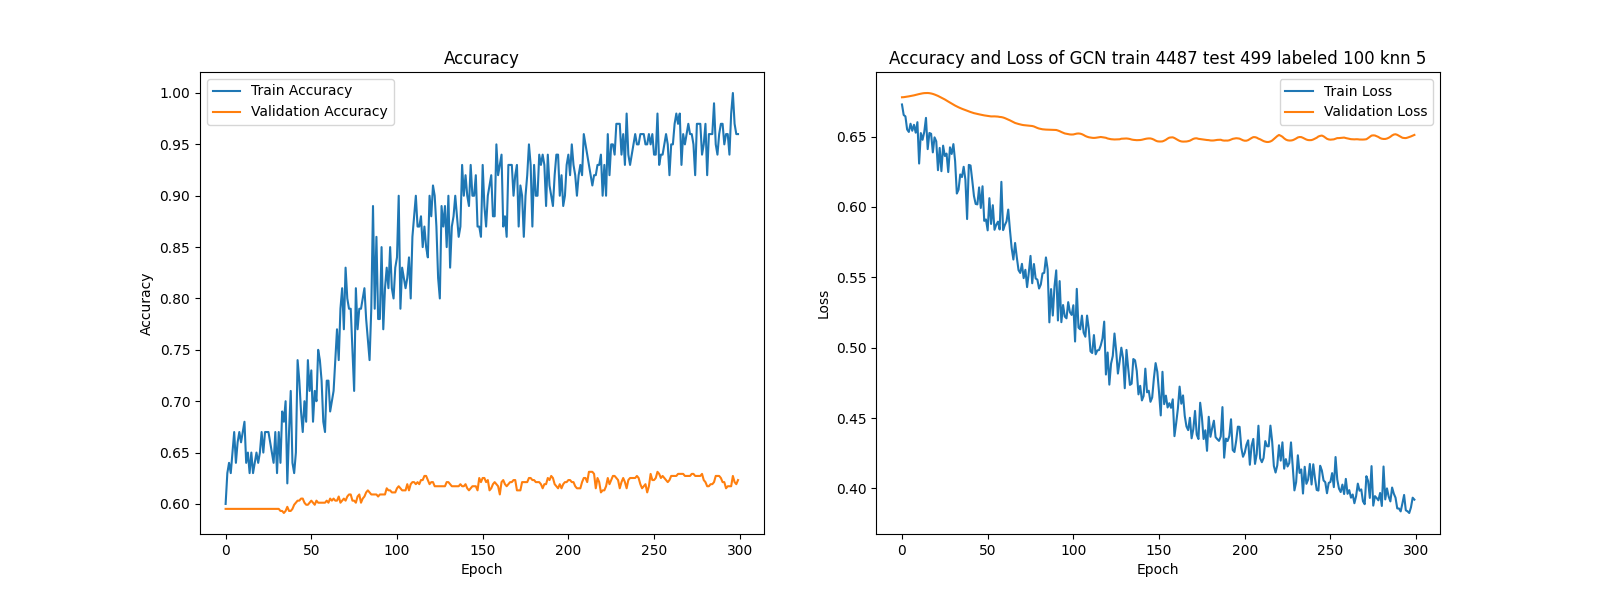 Accuracy
Train Accuracy
Validation Accuracy
1.00
0.95
0.90
0.85
0.80
0.75
0.70
0.65
0.60
Accuracy
0 50 100 150 200 250 300
Epoch
Accuracy and Loss of GCN train 4487 test 499 labeled 100 knn 5
Train Loss
Validation Loss
0.65
0.60
0.55
0.50
0.45
0.40
Loss
0 50 100 150 200 250 300
Epoch